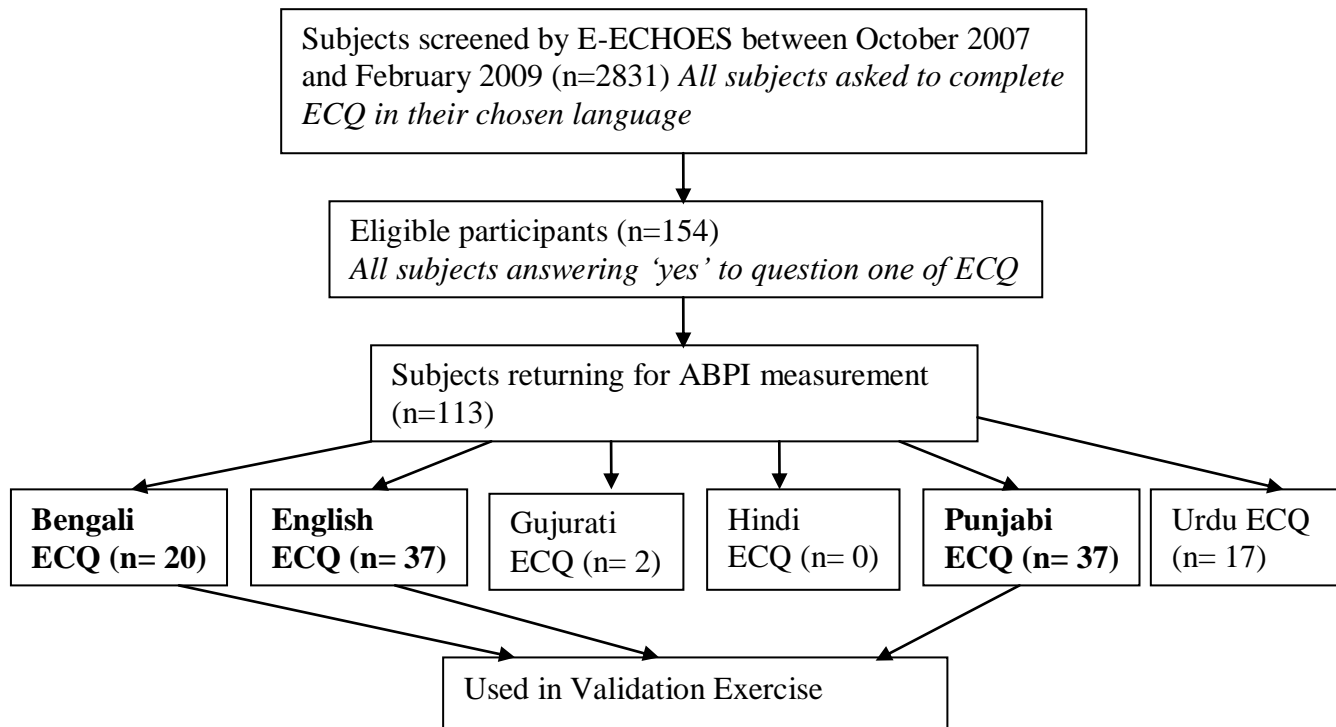 Subjects screened by E-ECHOES between October 2007
and February 2009 (n=2831) All subjects asked to complete
ECQ in their chosen language
Eligible participants (n=154)
All subjects answering ‘yes’ to question one of ECQ
Subjects returning for ABPI measurement
(n=113)
Bengali
ECQ (n= 20)
English
ECQ (n= 37)
Gujurati
ECQ (n= 2)
Hindi
ECQ (n= 0)
Punjabi
ECQ (n= 37)
Urdu ECQ
(n= 17)
Used in Validation Exercise